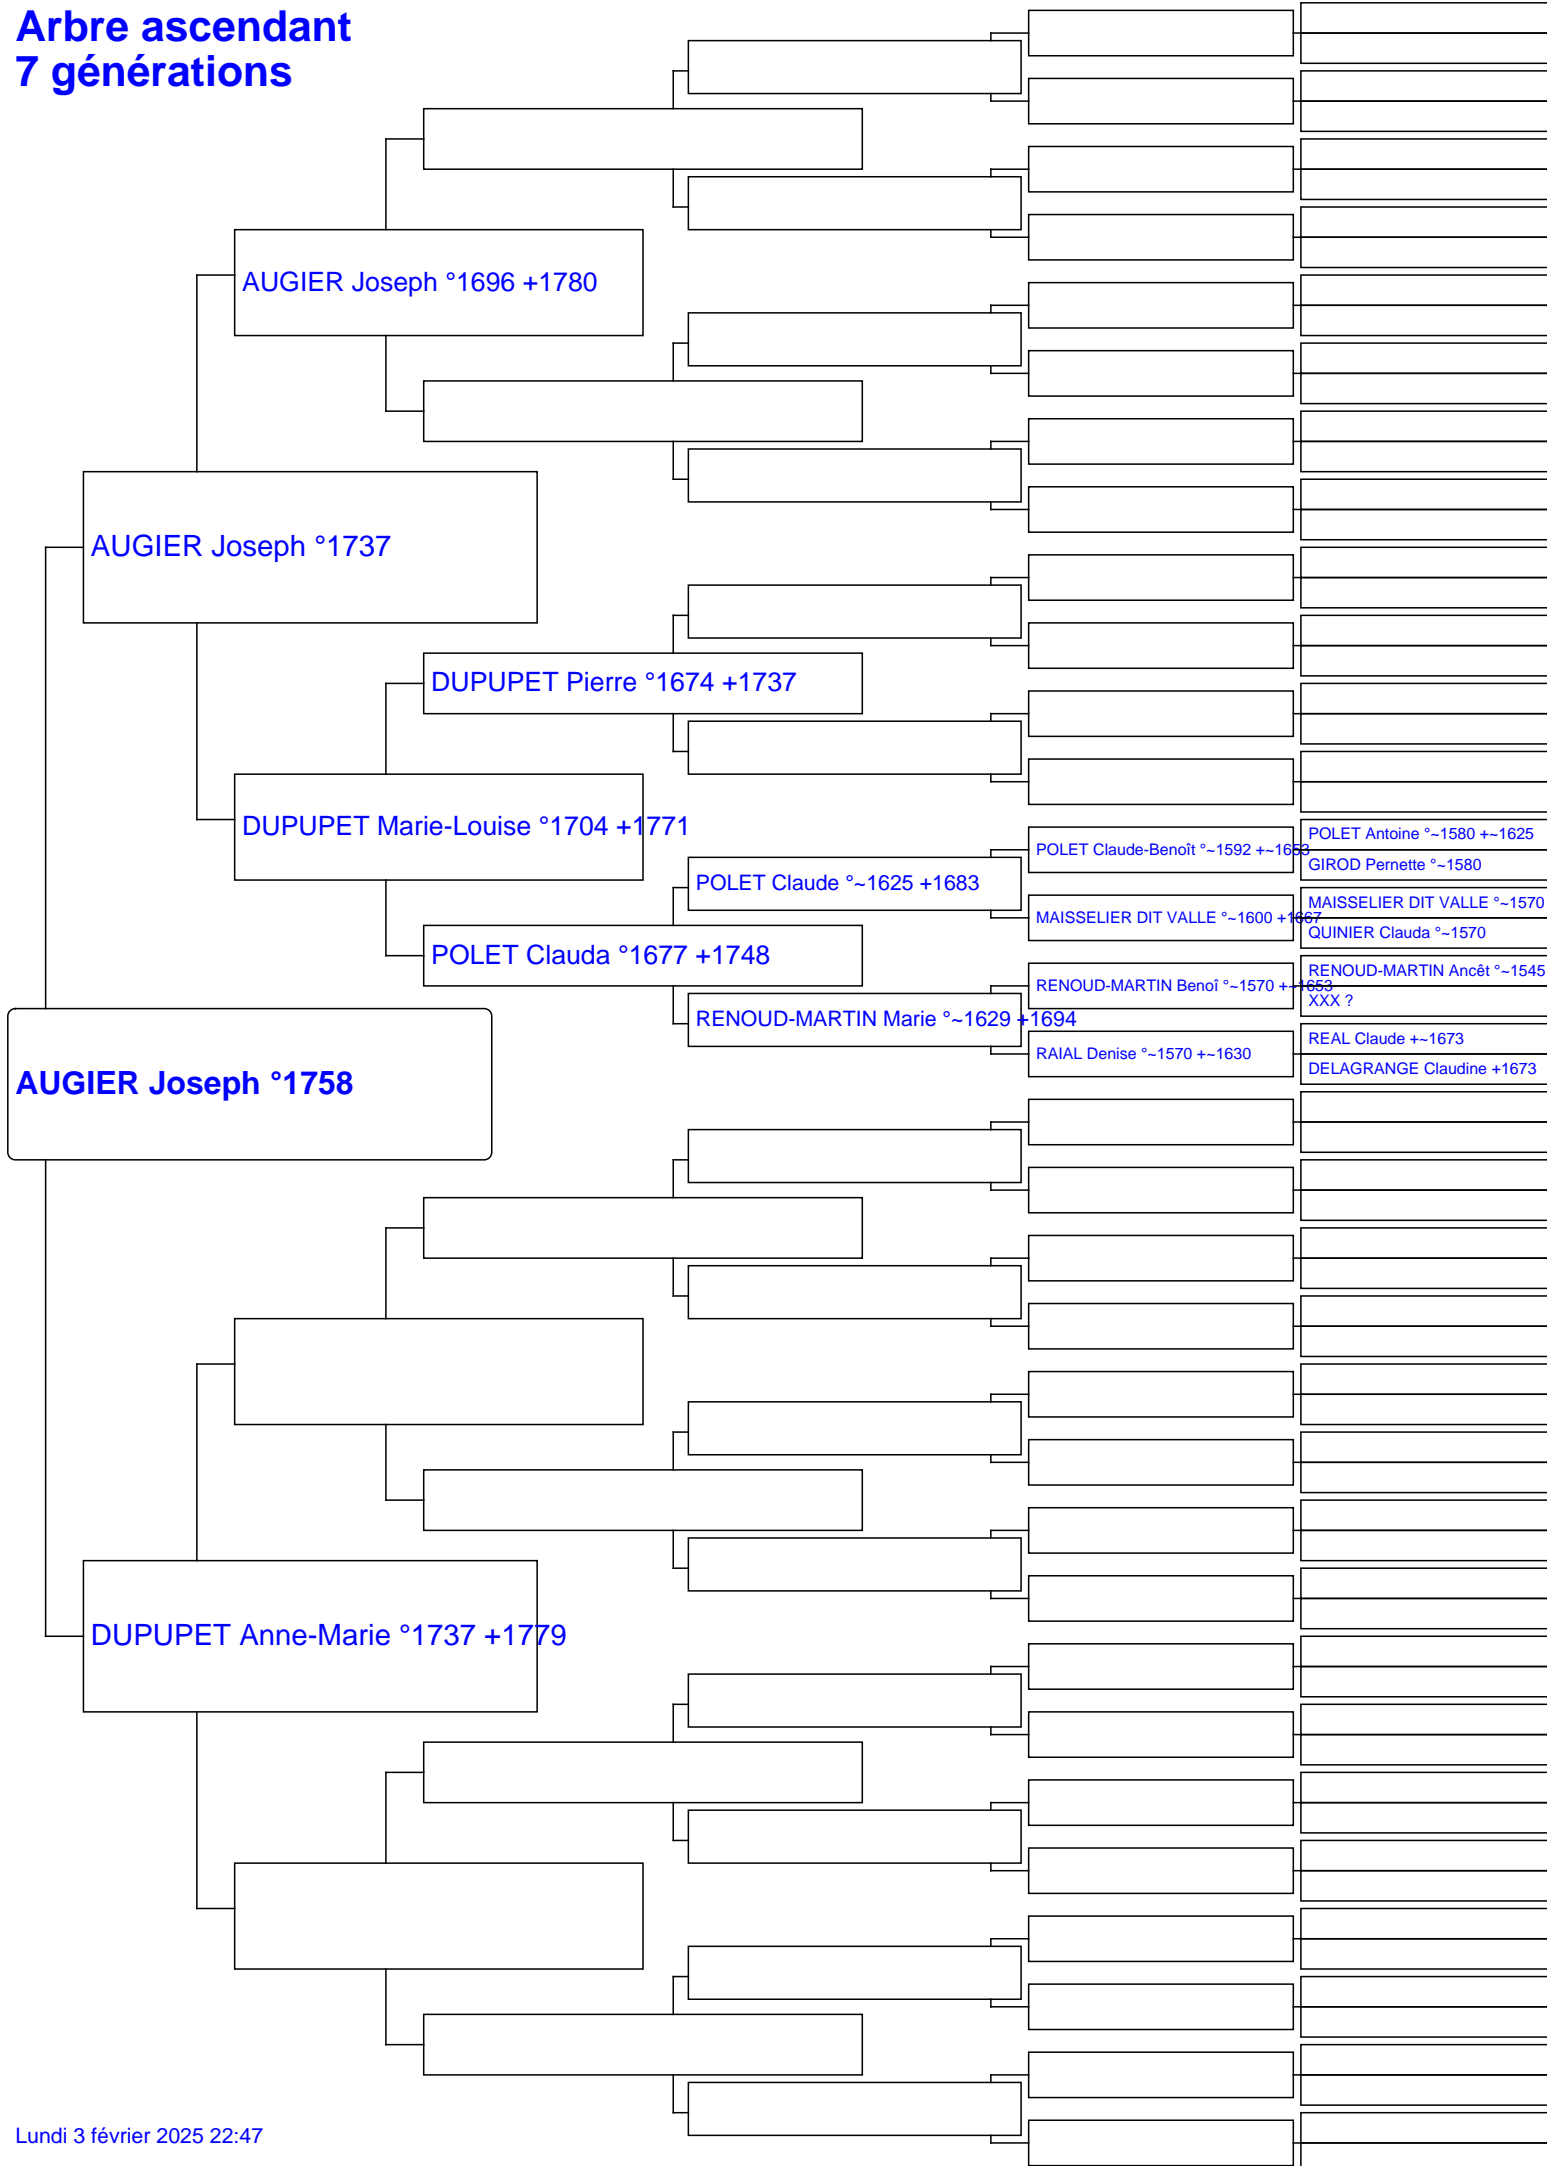 Arbre ascendant
7 générations
AUGIER Joseph °1696 +1780
AUGIER Joseph °1737
DUPUPET Pierre °1674 +1737
DUPUPET Marie-Louise °1704 +1771
POLET Claude-Benoît °~1592 +~1653
POLET Antoine °~1580 +~1625
GIROD Pernette °~1580
POLET Claude °~1625 +1683
MAISSELIER DIT VALLE °~1600 +1667
MAISSELIER DIT VALLE °~1570
QUINIER Clauda °~1570
POLET Clauda °1677 +1748
RENOUD-MARTIN Benoî °~1570 +~1653
RENOUD-MARTIN Ancêt °~1545
XXX ?
RENOUD-MARTIN Marie °~1629 +1694
RAIAL Denise °~1570 +~1630
REAL Claude +~1673
DELAGRANGE Claudine +1673
AUGIER Joseph °1758
DUPUPET Anne-Marie °1737 +1779
Lundi 3 février 2025 22:47